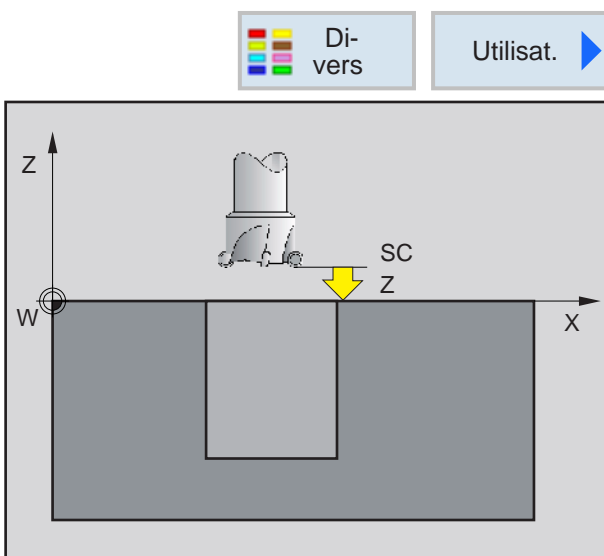 Di-
vers
Utilisat.
Z
SC
Z
W
X